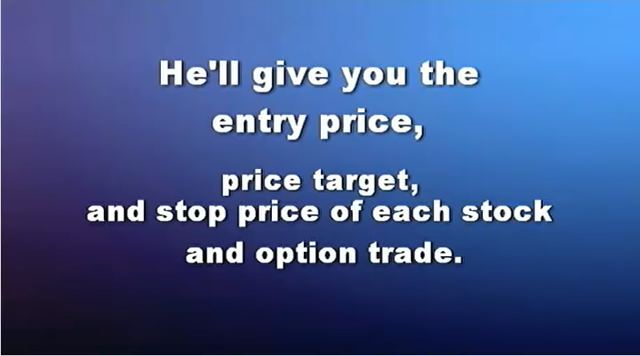 He'll give you the
entry price,
price target,
and stop price of each stock
and option trade.